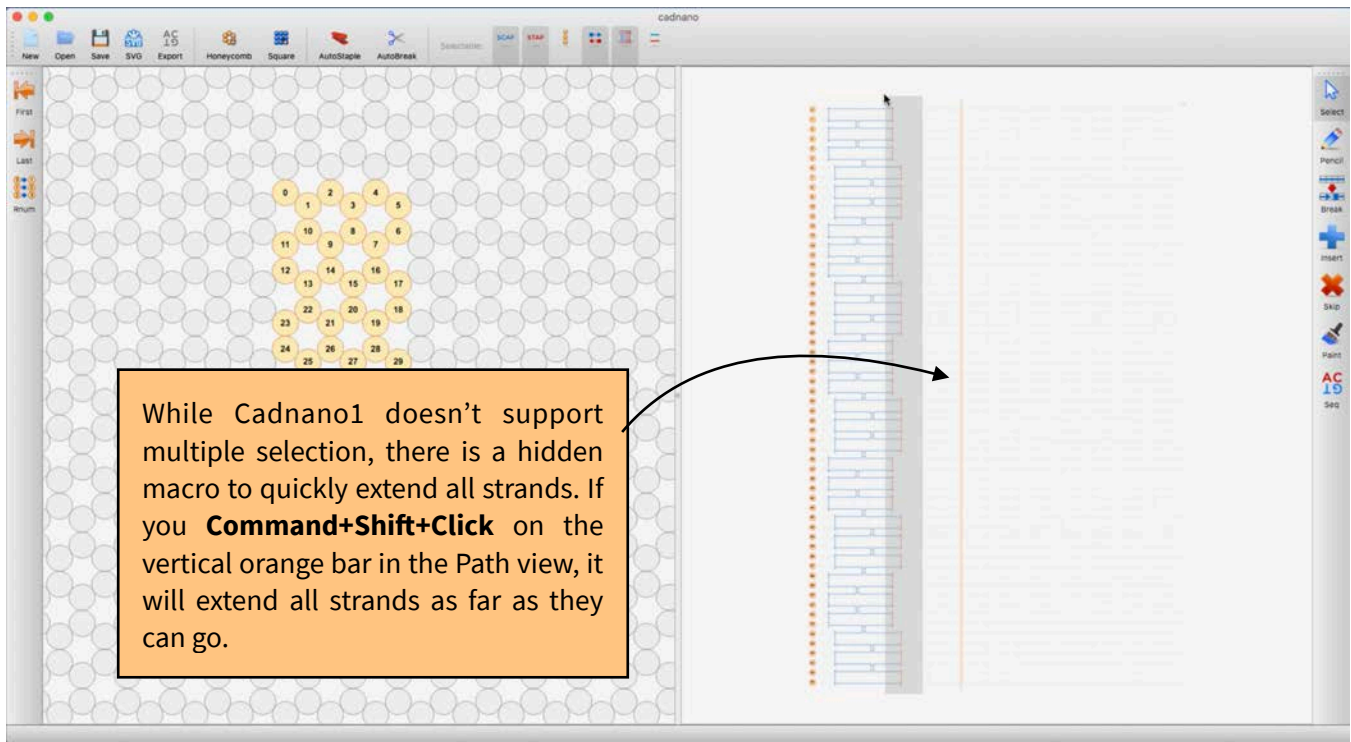 cadnano
New Open Save SVG Export Honeycomb Square AutoStaple AutoBreak Selectable: SCAF STAP
First
Last
Rnum
Select
Pencil
Break
Insert
Skip
Paint
Seq
0 2 4
1 3 5
10 8 6
11 9 7
12 14 16
13 15 17
22 20 18
23 21 19
24 26 28
25 27 29
While Cadnano1 doesn’t support
multiple selection, there is a hidden
macro to quickly extend all strands. If
you Command+Shift+Click on the
vertical orange bar in the Path view, it
will extend all strands as far as they
can go.